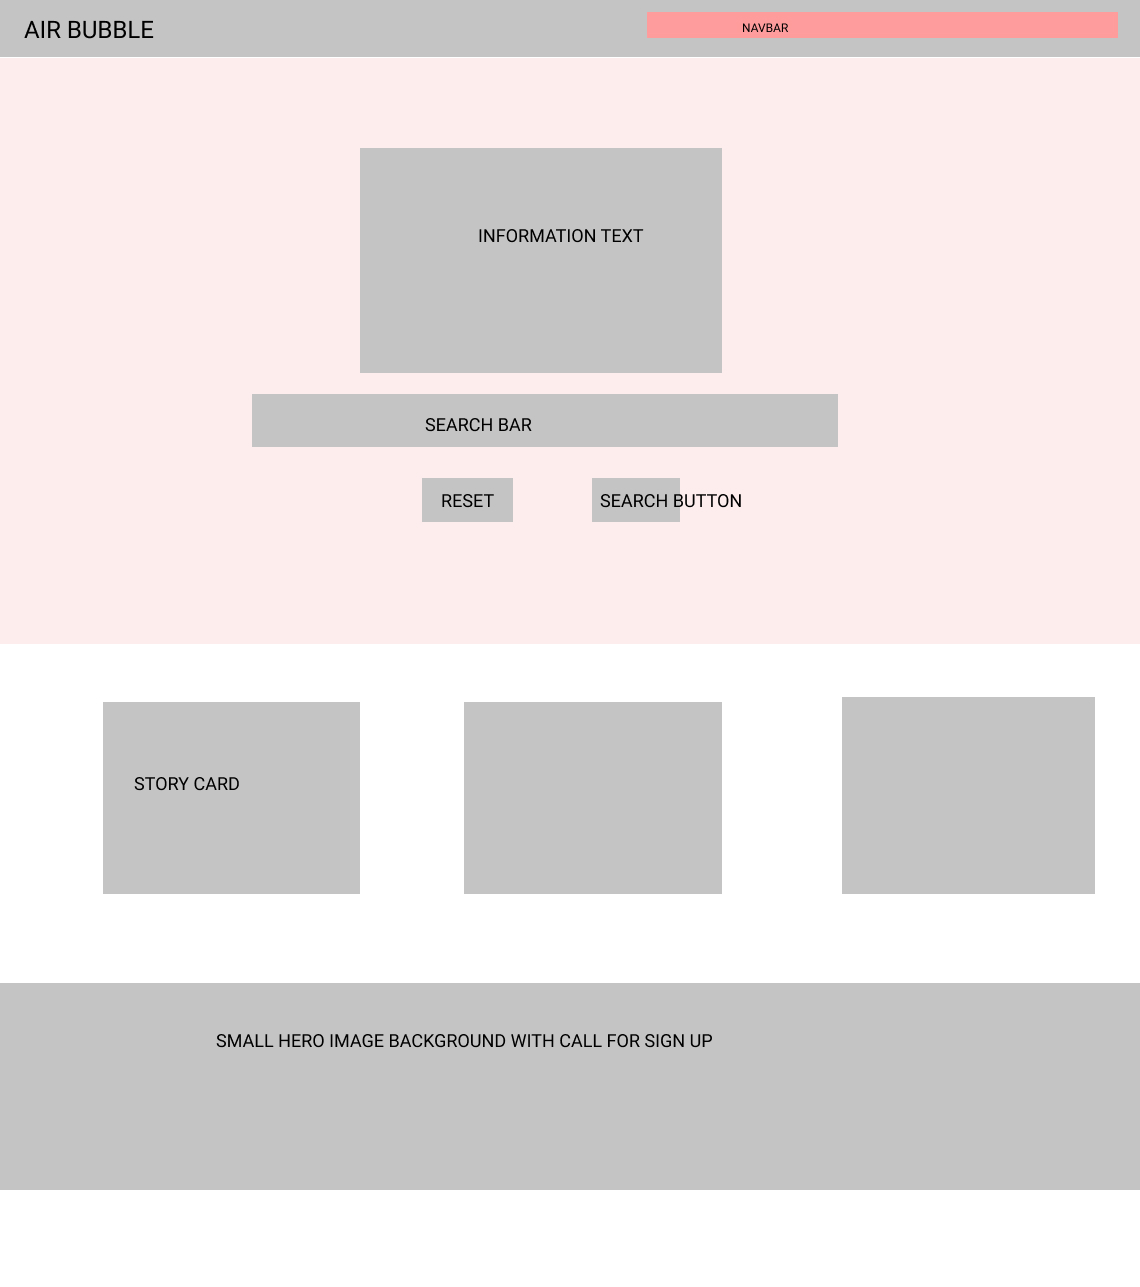 AIR BUBBLE
NAVBAR
INFORMATION TEXT
SEARCH BAR
RESET
SEARCH BUTTON
STORY CARD
SMALL HERO IMAGE BACKGROUND WITH CALL FOR SIGN UP